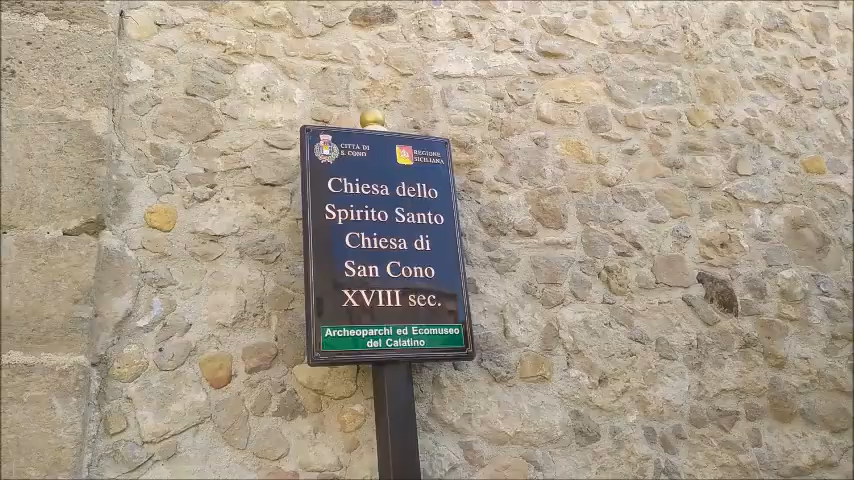 CITTÀ DI
S. CONO
REGIONE
SICILIANA
Chiesa dello
Spirito Santo
Chiesa di
San Cono
XVIII sec.
Archeoparchi ed Ecomuseo
del Calatino